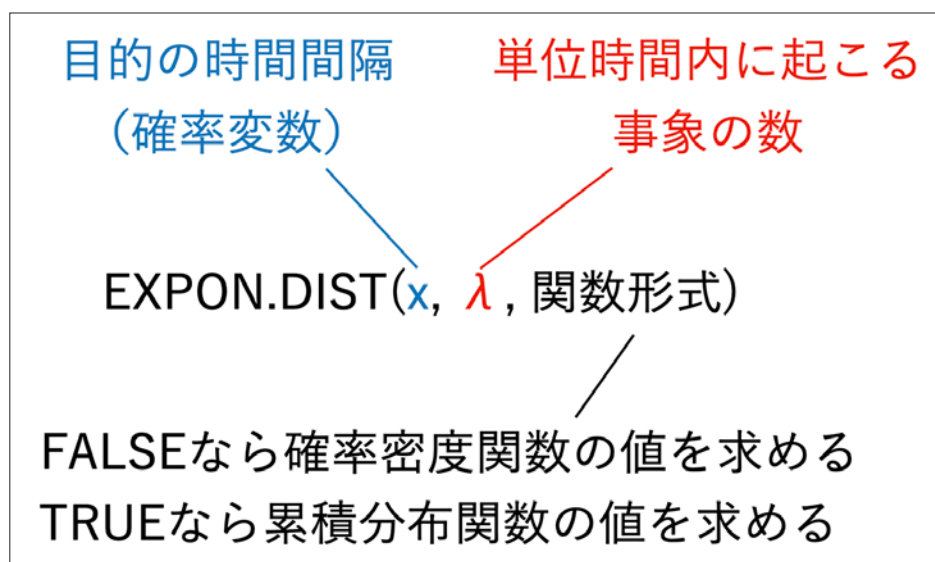 目的の時間間隔
（確率変数）
単位時間内に起こる
事象の数
EXPON.DIST(x, λ , 関数形式)
FALSEなら確率密度関数の値を求める
TRUEなら累積分布関数の値を求める